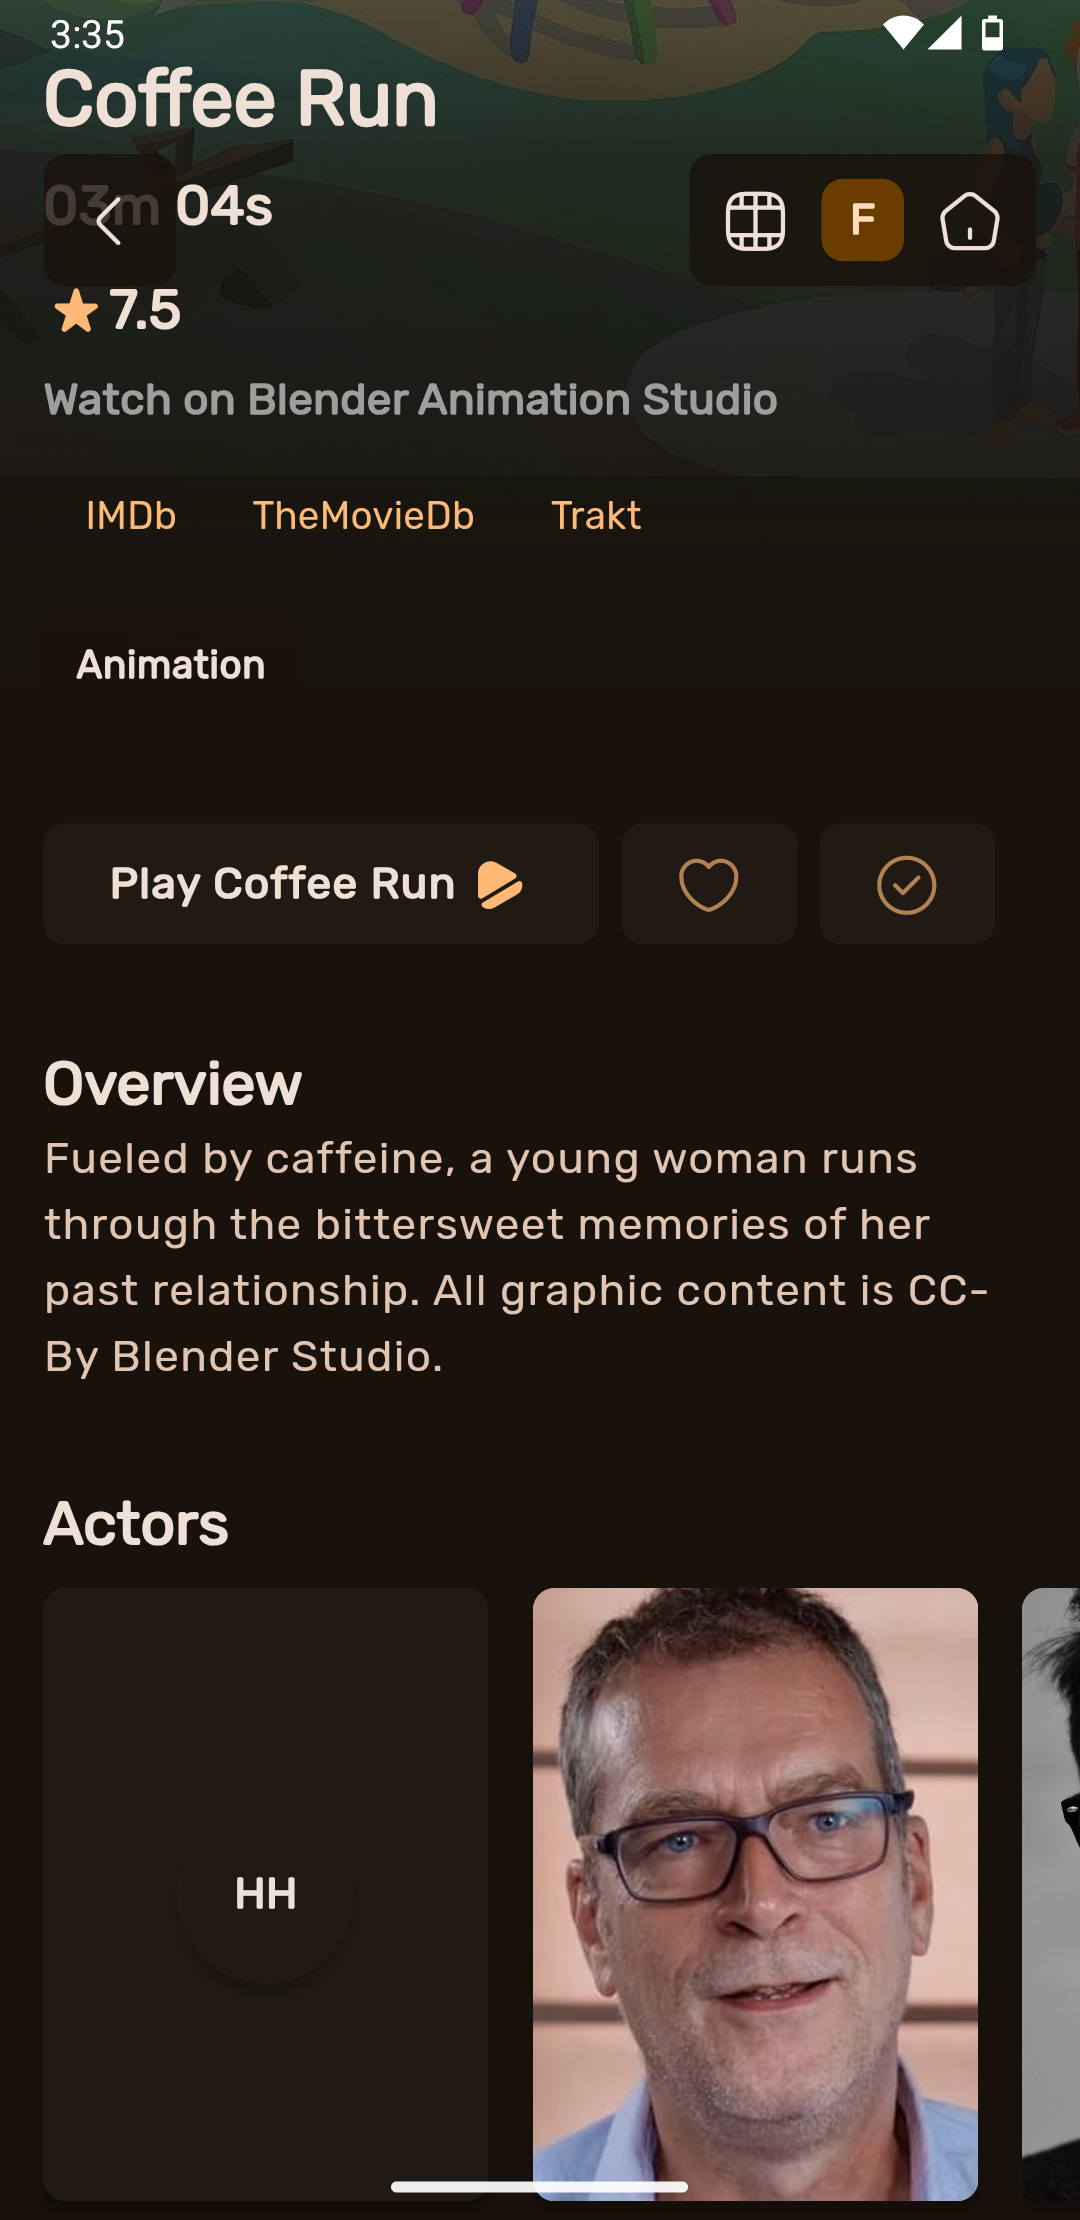 3:35
Coffee Run
03m 04s
F
7.5
Watch on Blender Animation Studio
IMDb TheMovieDb Trakt
Animation
Play Coffee Run
Overview
Fueled by caffeine, a young woman runs
through the bittersweet memories of her
past relationship. All graphic content is CC-
By Blender Studio.
Actors
HH